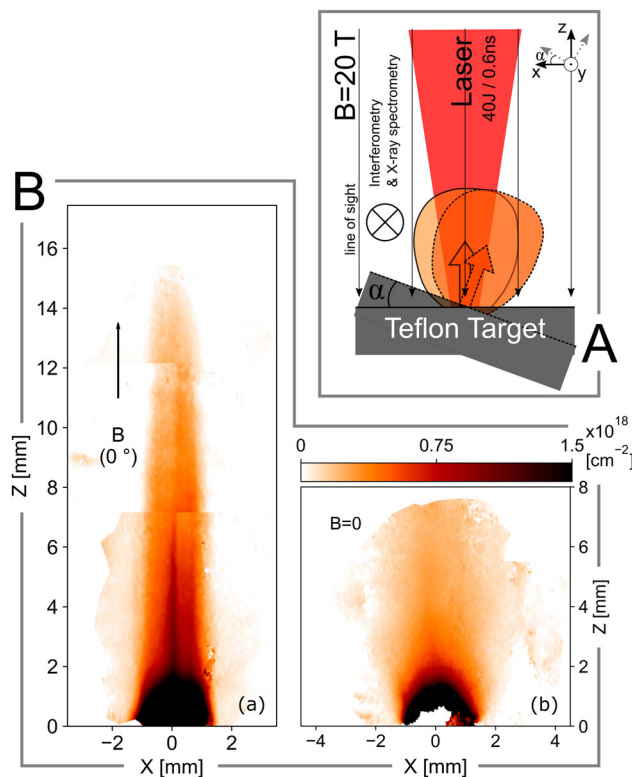 A
B=20 T
Interferometry
& X-ray spectrometry
line of sight
Laser
40J / 0.6ns
z
x
y
α
α
Teflon Target
B
Z [mm]
16
14
12
10
8
6
4
2
0
B
(0 °)
(a)
−2
0
2
X [mm]
x10^18
0
0.75
1.5
[cm^-2]
B=0
8
6
4
2
0
Z [mm]
(b)
−4
−2
0
2
4
X [mm]